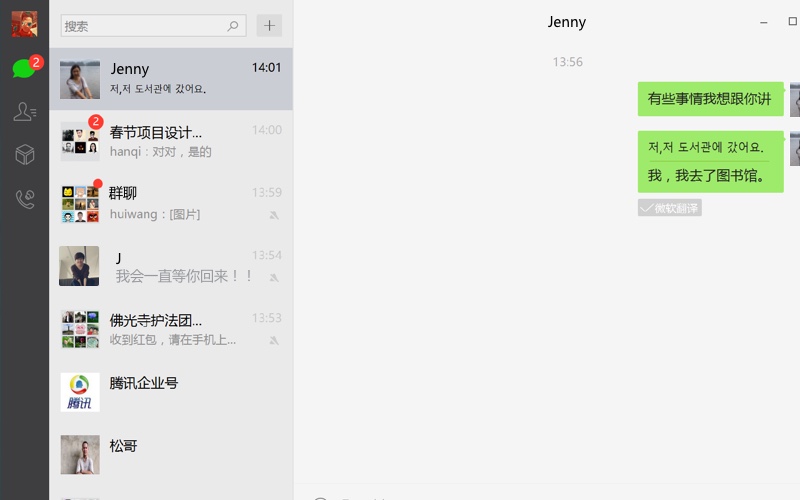 搜索
2
Jenny
14:01
저,저 도서관에 갔어요.
2
春节项目设计...
14:00
hanqi：对对，是的
群聊
13:59
huiwang：[图片]
J
13:54
我会一直等你回来！！
佛光寺护法团...
13:53
收到红包，请在手机上...
腾讯企业号
腾讯
松哥
Jenny
13:56
有些事情我想跟你讲
저,저 도서관에 갔어요.
我，我去了图书馆。
微软翻译